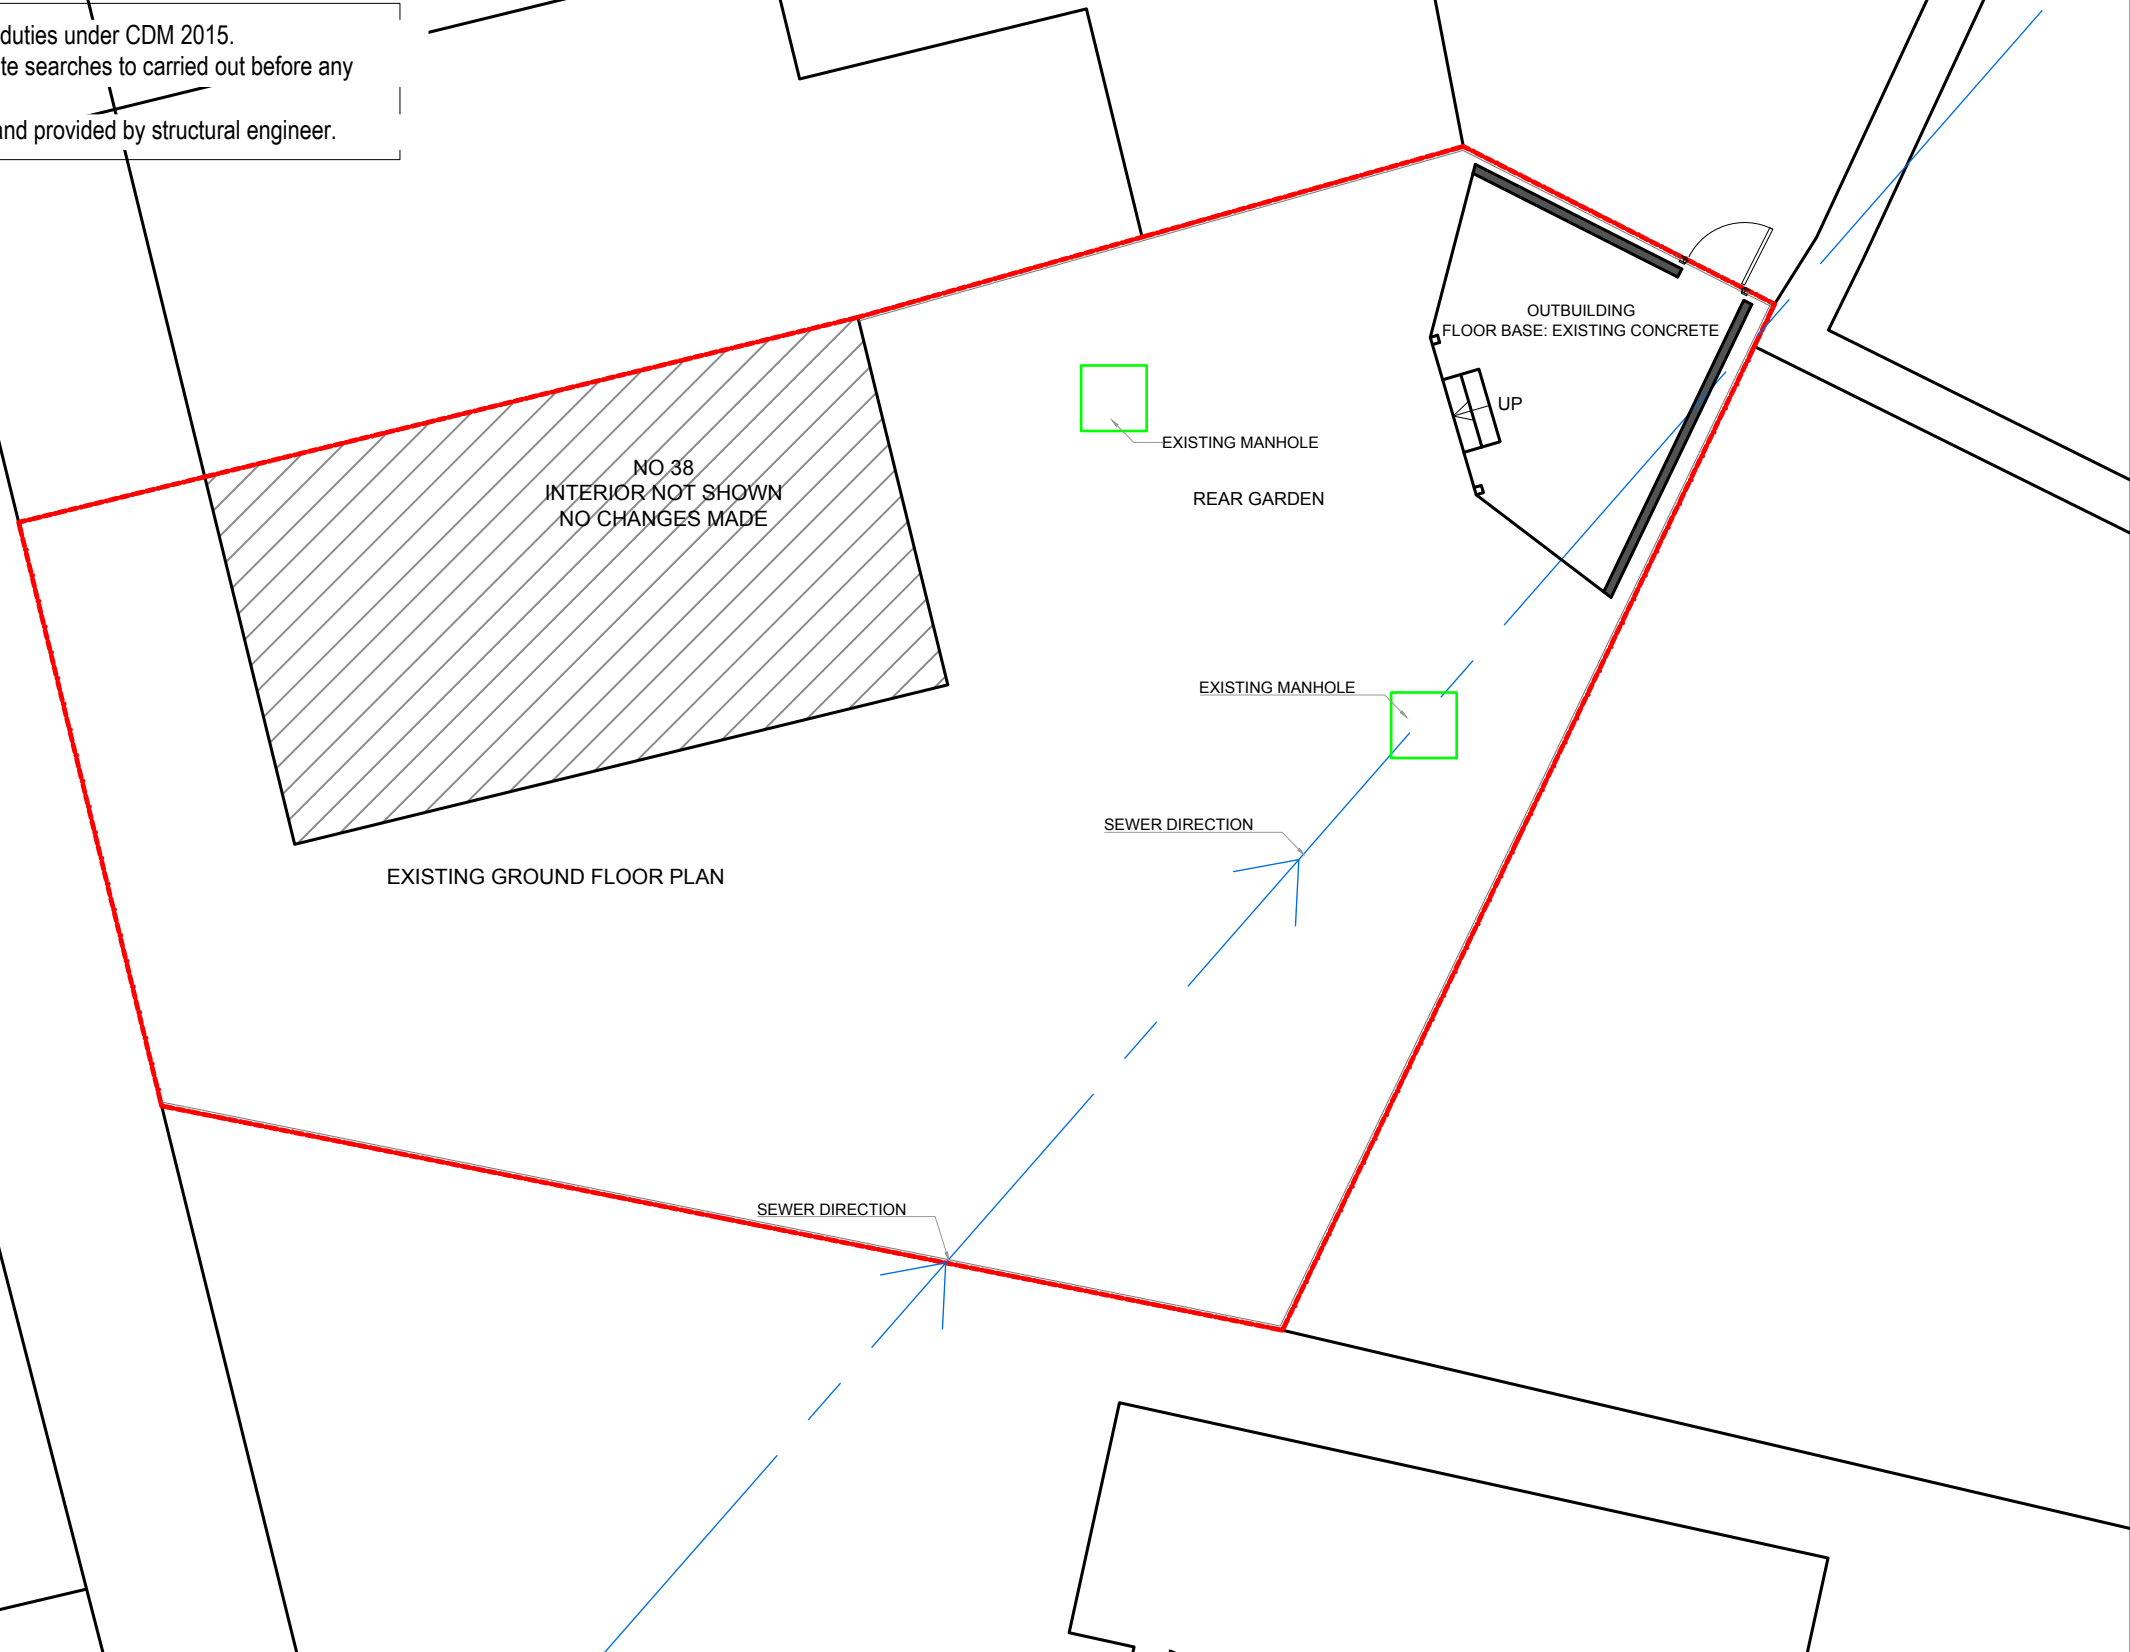 duties under CDM 2015.
te searches to carried out before any
and provided by structural engineer.
OUTBUILDING
FLOOR BASE: EXISTING CONCRETE
UP
EXISTING MANHOLE
NO 38
INTERIOR NOT SHOWN
NO CHANGES MADE
REAR GARDEN
EXISTING MANHOLE
SEWER DIRECTION
EXISTING GROUND FLOOR PLAN
SEWER DIRECTION